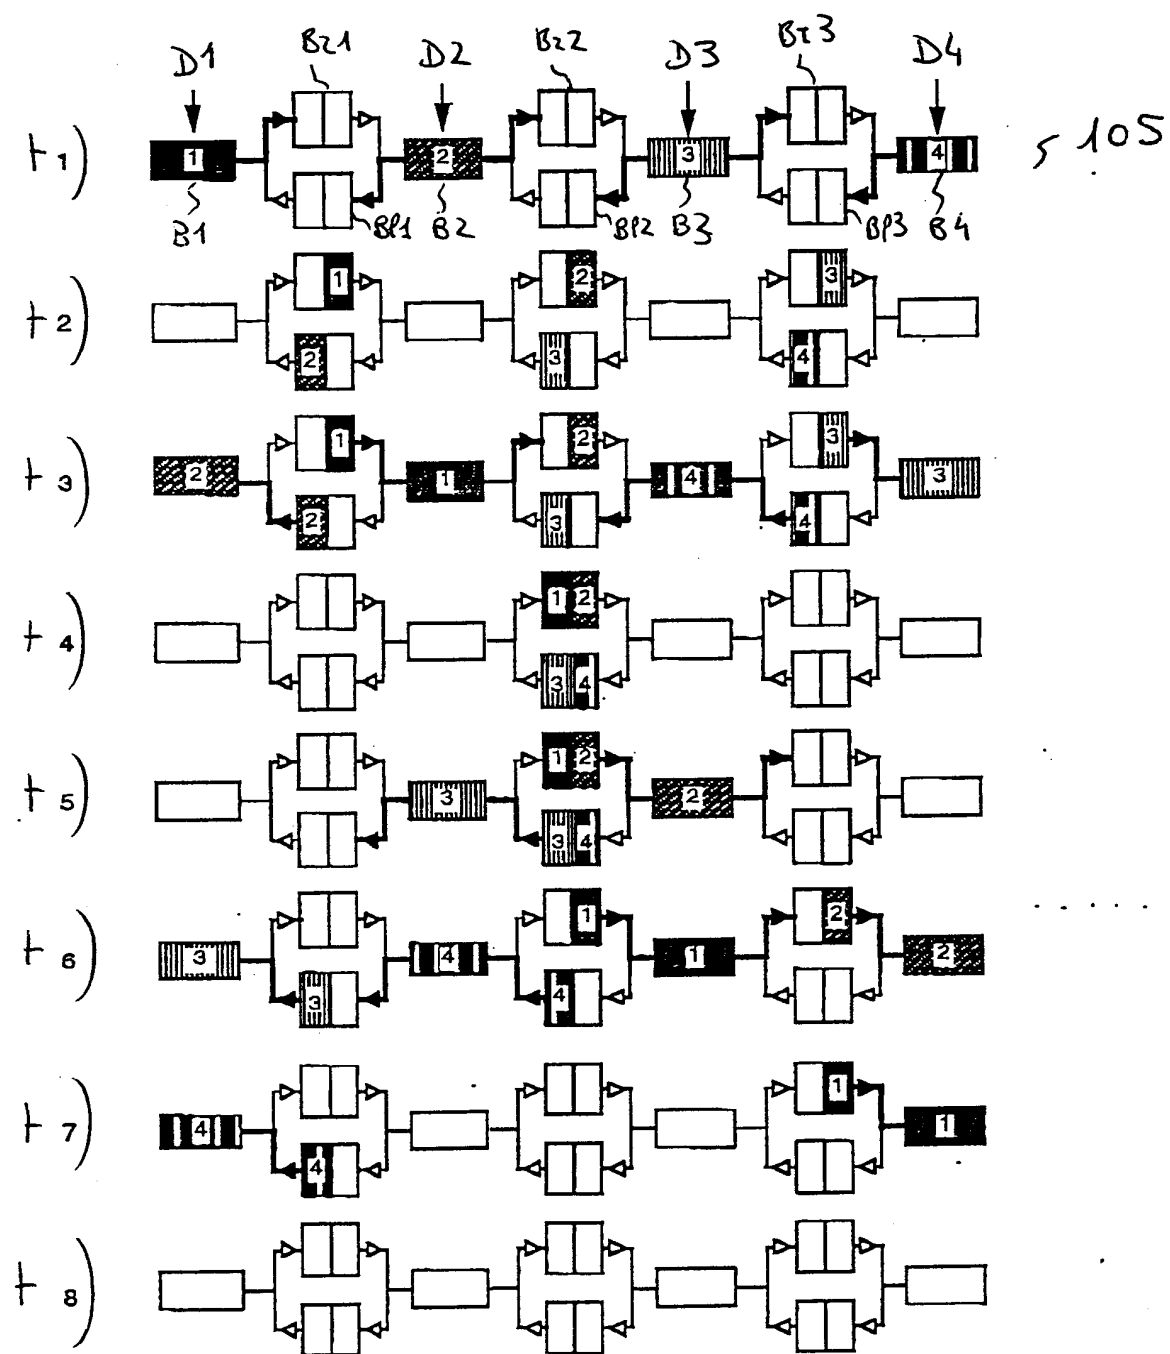 D1 Bz1 D2 Bz2 D3 Bz3 D4
t1) 1 2 3 4 105
B1 Bp1 B2 Bp2 B3 Bp3 B4
t2) 1 2 3
2 3 4
t3) 1 2 3
2 1 4 3
2 3 4
t4) 1 2
3 4
t5) 1 2
3 2
3 4
t6) 1 2
3 4 1 2
3 4
t7) 1
4 1
4
t8)